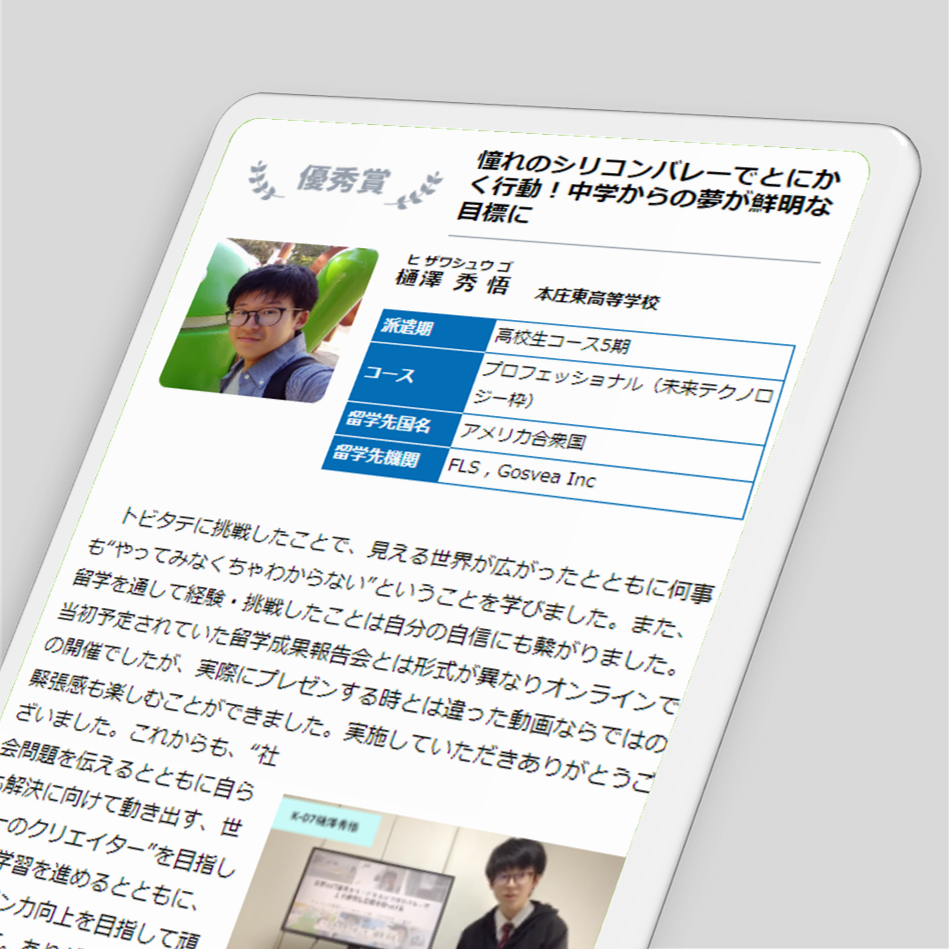 優秀賞
憧れのシリコンバレーでとにか
く行動！中学からの夢が鮮明な
目標に
ヒザワシュウゴ
樋澤 秀悟 本庄東高等学校
派遣期 高校生コース5期
コース プロフェッショナル（未来テクノロ
ジー枠）
留学先国名 アメリカ合衆国
留学先機関 FLS , Gosvea Inc
トビタテに挑戦したことで、見える世界が広がったとともに何事
も“やってみなくちゃわからない”ということを学びました。また、
留学を通して経験・挑戦したことは自分の自信にも繋がりました。
当初予定されていた留学成果報告会とは形式が異なりオンラインで
の開催でしたが、実際にプレゼンする時とは違った動画ならではの
緊張感も楽しむことができました。実施していただきありがとうご
ざいました。これからも、“社
会問題を伝えるとともに自ら
解決に向けて動き出す、世
ーのクリエイター”を目指し
学習を進めるとともに、
ン力向上を目指して頑
K-07樋澤秀悟